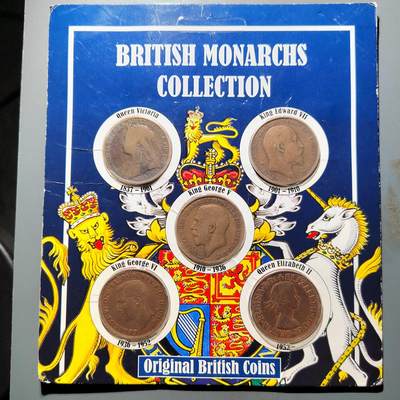 BRITISH MONARCHS
COLLECTION
Queen Victoria
1837 - 1901
King Edward VII
1901 - 1910
King George V
1910 - 1936
King George VI
1936 - 1952
Queen Elizabeth II
1952 -
Original British Coins